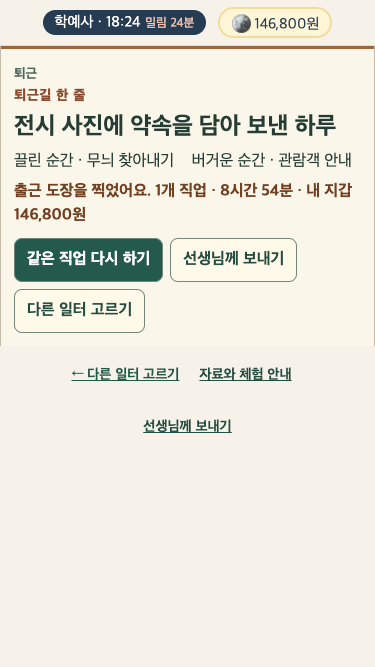 학예사 · 18:24 밀림 24분
146,800원
퇴근
퇴근길 한 줄
전시 사진에 약속을 담아 보낸 하루
끌린 순간 · 무늬 찾아내기 버거운 순간 · 관람객 안내
출근 도장을 찍었어요. 1개 직업 · 8시간 54분 · 내 지갑
146,800원
같은 직업 다시 하기
선생님께 보내기
다른 일터 고르기
← 다른 일터 고르기
자료와 체험 안내
선생님께 보내기